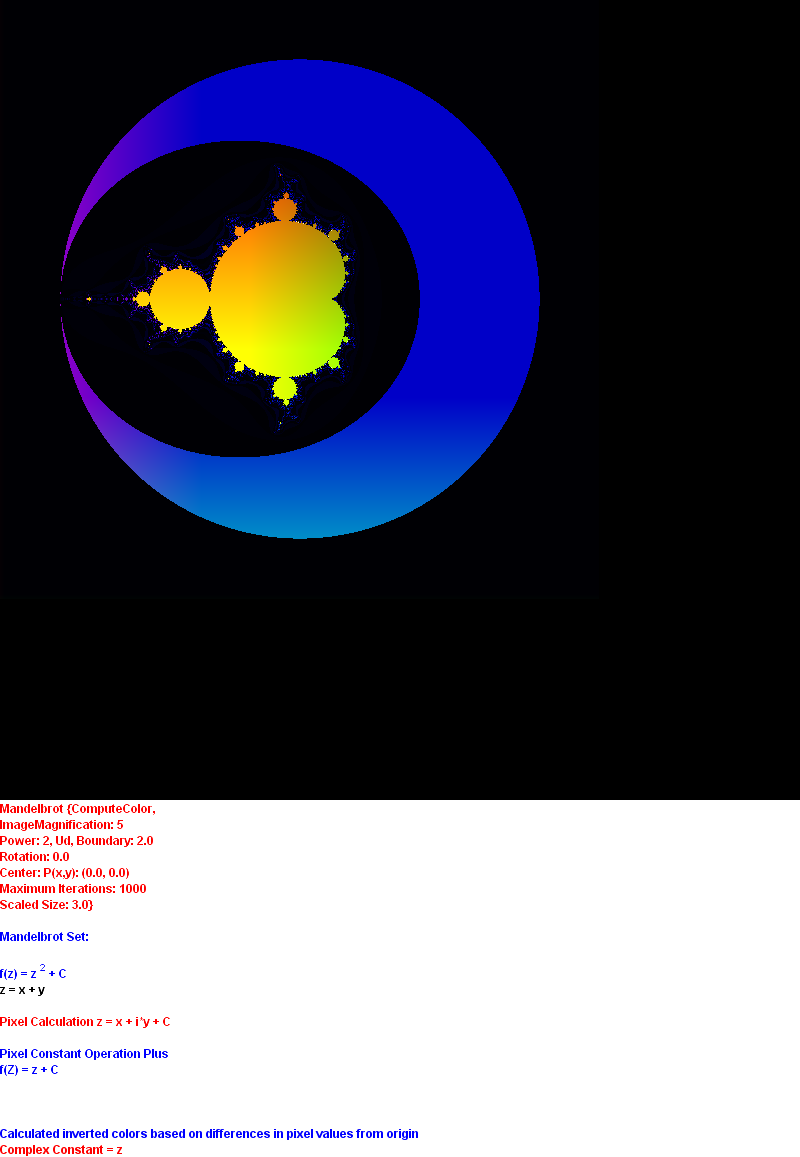 Mandelbrot {ComputeColor,
ImageMagnification: 5
Power: 2, Ud, Boundary: 2.0
Rotation: 0.0
Center: P(x,y): (0.0, 0.0)
Maximum Iterations: 1000
Scaled Size: 3.0}
Mandelbrot Set:
f(z) = z 2 + C
z = x + y
Pixel Calculation z = x + i*y + C
Pixel Constant Operation Plus
f(Z) = z + C
Calculated inverted colors based on differences in pixel values from origin
Complex Constant = z